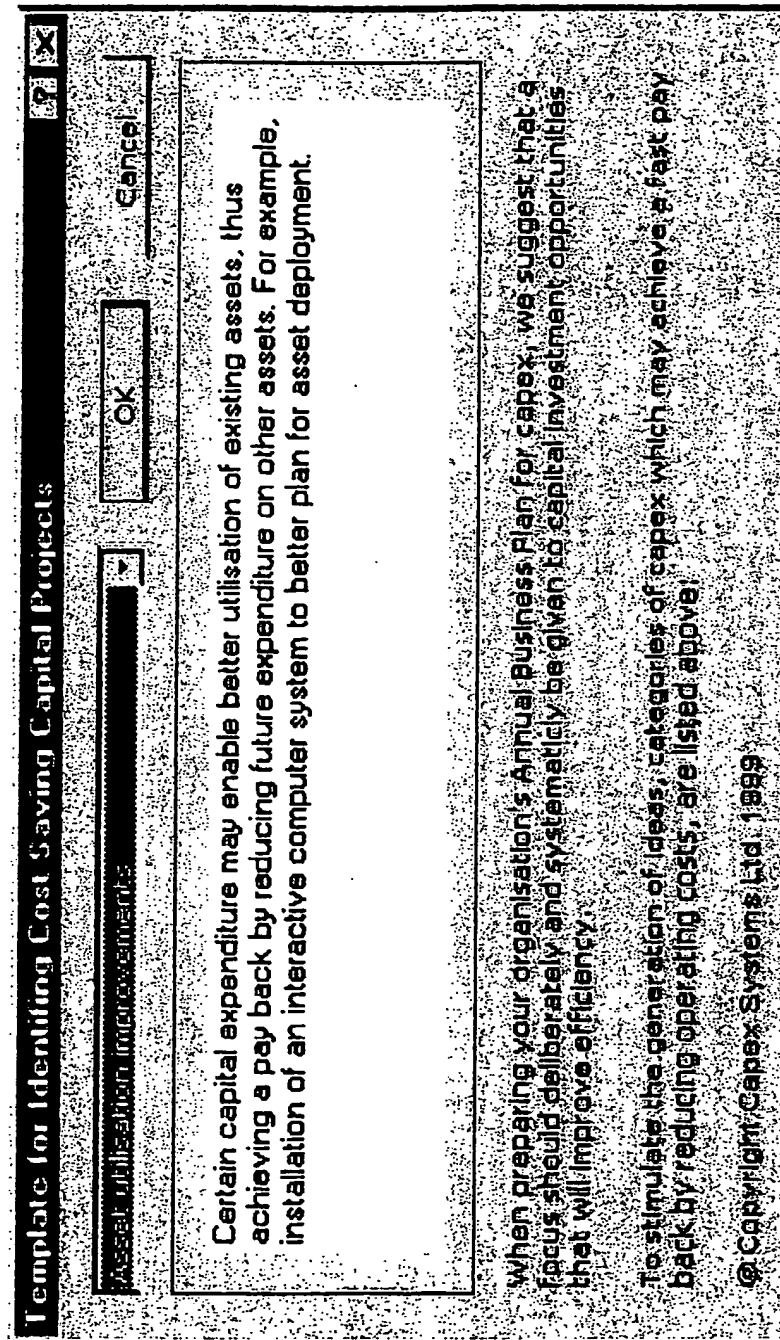 Template for Identifing Cost Saving Capital Projects
Asset utilisation improvements
OK
Cancel
Certain capital expenditure may enable better utilisation of existing assets, thus
achieving a pay back by reducing future expenditure on other assets. For example,
installation of an interactive computer system to better plan for asset deployment.
When preparing your organisation's Annual Business Plan for capex, we suggest that a
focus should deliberately and systematicly be given to capital investment opportunities
that will improve efficiency.
To stimulate the generation of ideas, categories of capex which may achieve a fast pay
back by reducing operating costs, are listed above.
@ Copyright Capex Systems Ltd. 1999